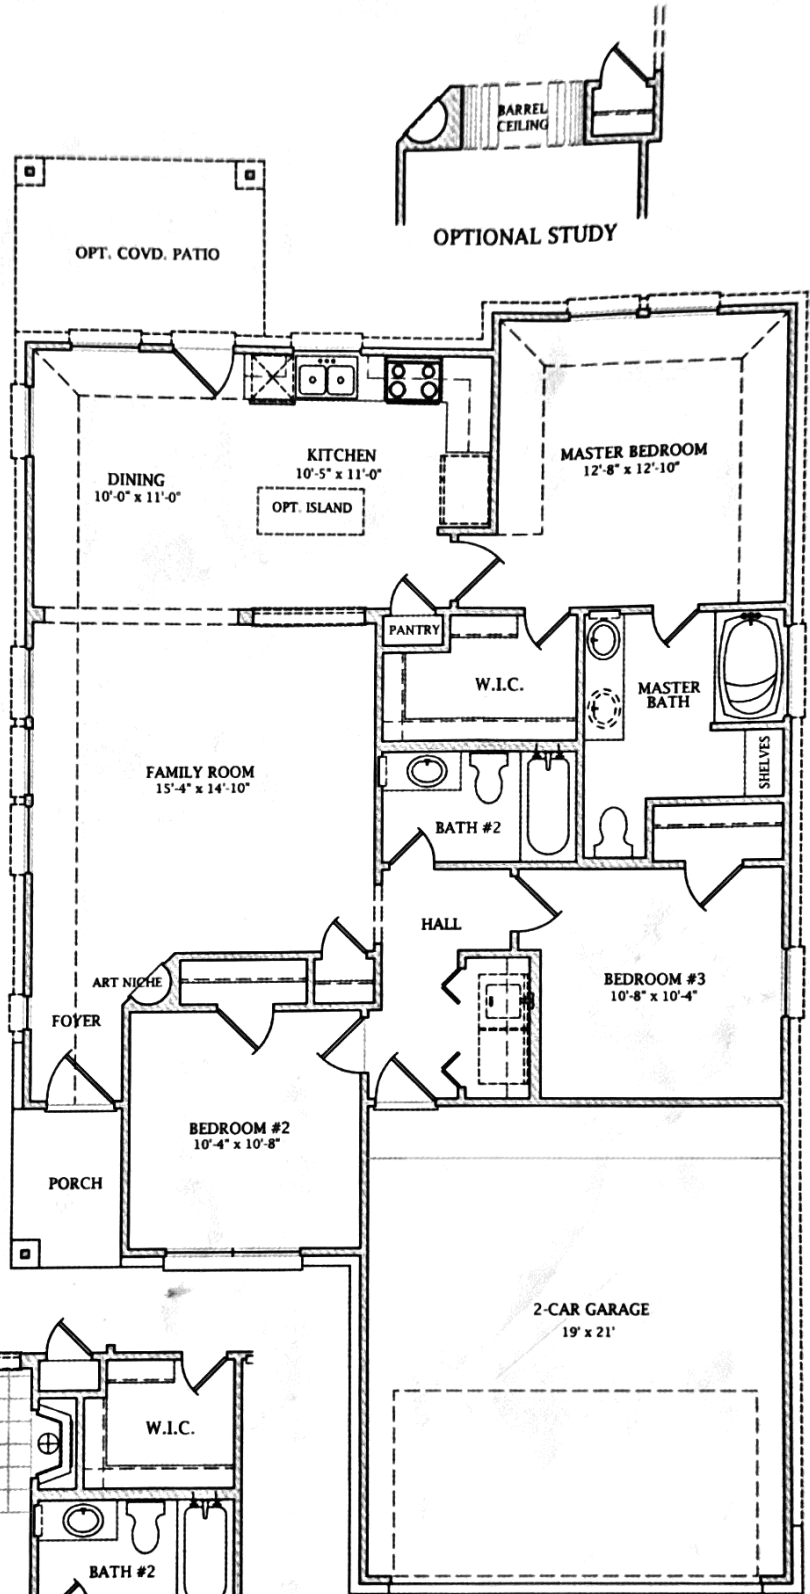 BARREL
CEILING
OPTIONAL STUDY
OPT. COVD. PATIO
KITCHEN
10'-5" x 11'-0"
MASTER BEDROOM
12'-8" x 12'-10"
DINING
10'-0" x 11'-0"
OPT. ISLAND
PANTRY
W.I.C.
MASTER
BATH
SHELVES
FAMILY ROOM
15'-4" x 14'-10"
BATH #2
HALL
ART NICHE
BEDROOM #3
10'-8" x 10'-4"
FOYER
BEDROOM #2
10'-4" x 10'-8"
PORCH
2-CAR GARAGE
19' x 21'
W.I.C.
BATH #2